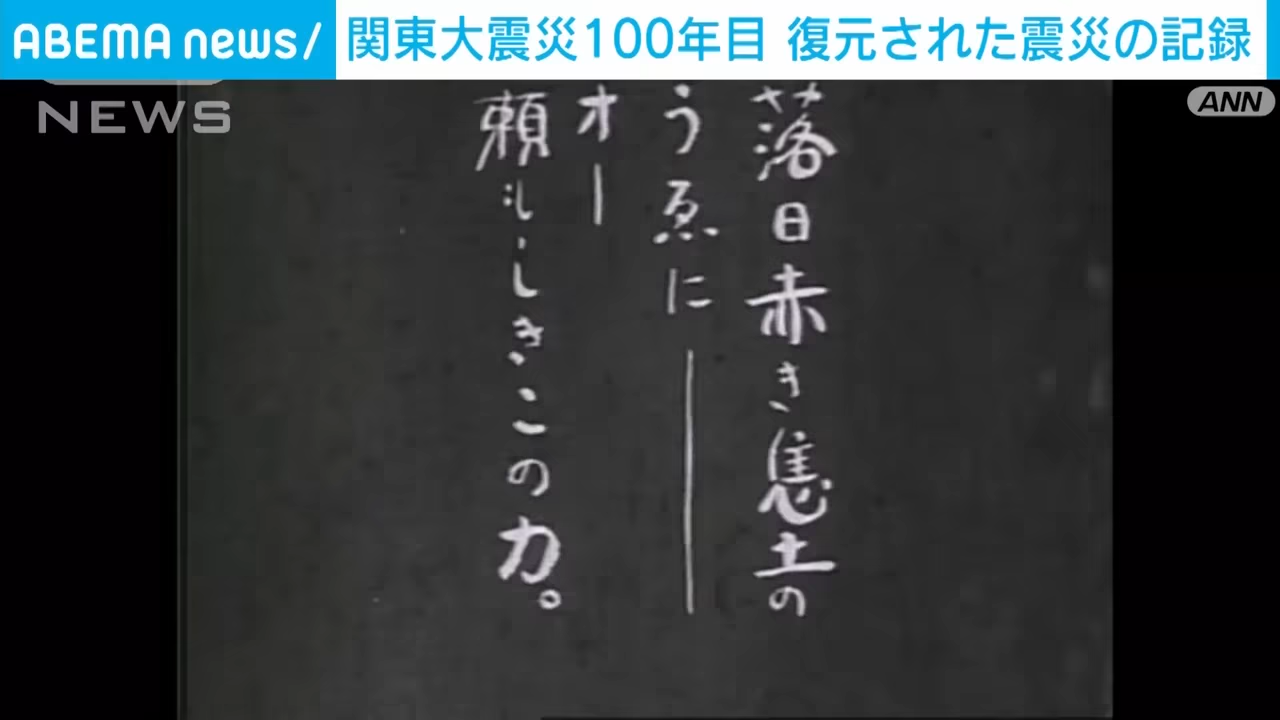 ABEMA news/
関東大震災100年目 復元された震災の記録
ANN
NEWS
落日赤き焦土の
うゑに―
オー
頼もしきこの力。